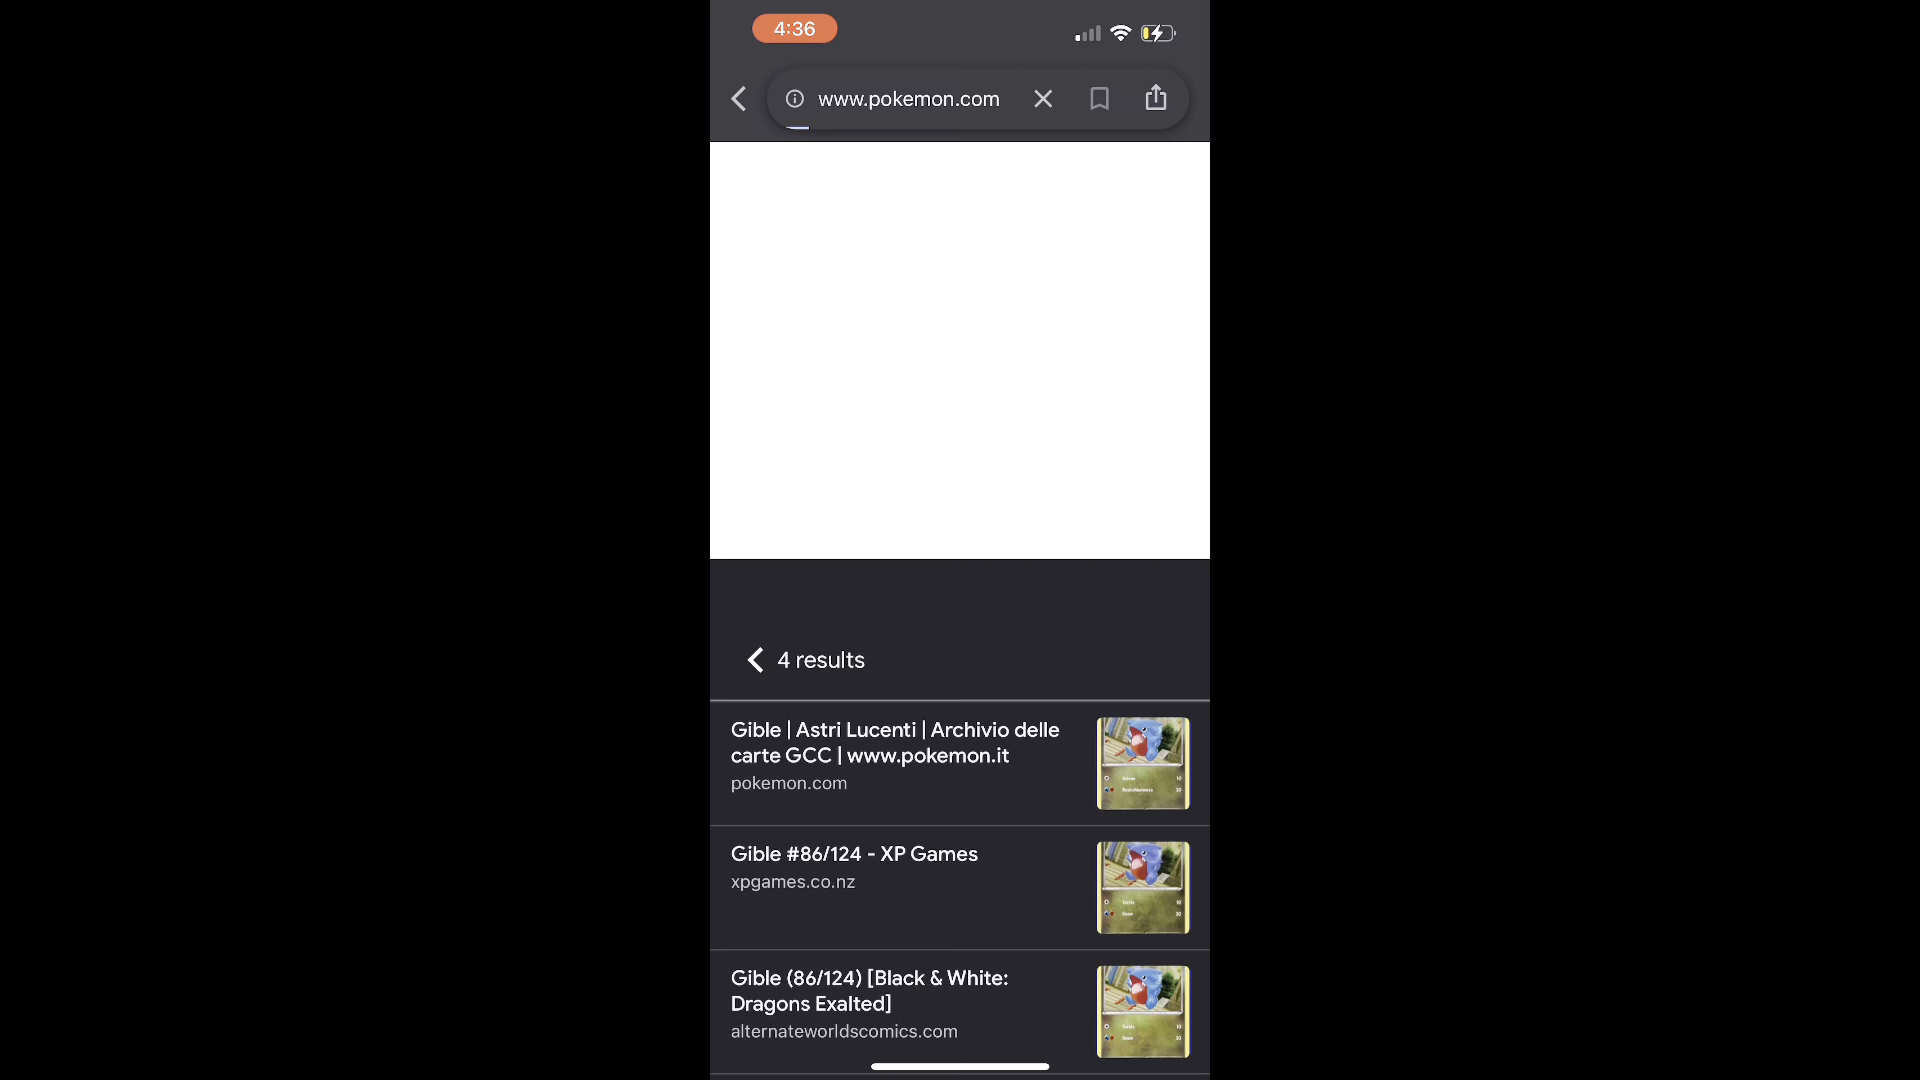 4:36
www.pokemon.com
4 results
Gible | Astri Lucenti | Archivio delle
carte GCC | www.pokemon.it
pokemon.com
Gible #86/124 - XP Games
xpgames.co.nz
Gible (86/124) [Black & White:
Dragons Exalted]
alternateworldscomics.com